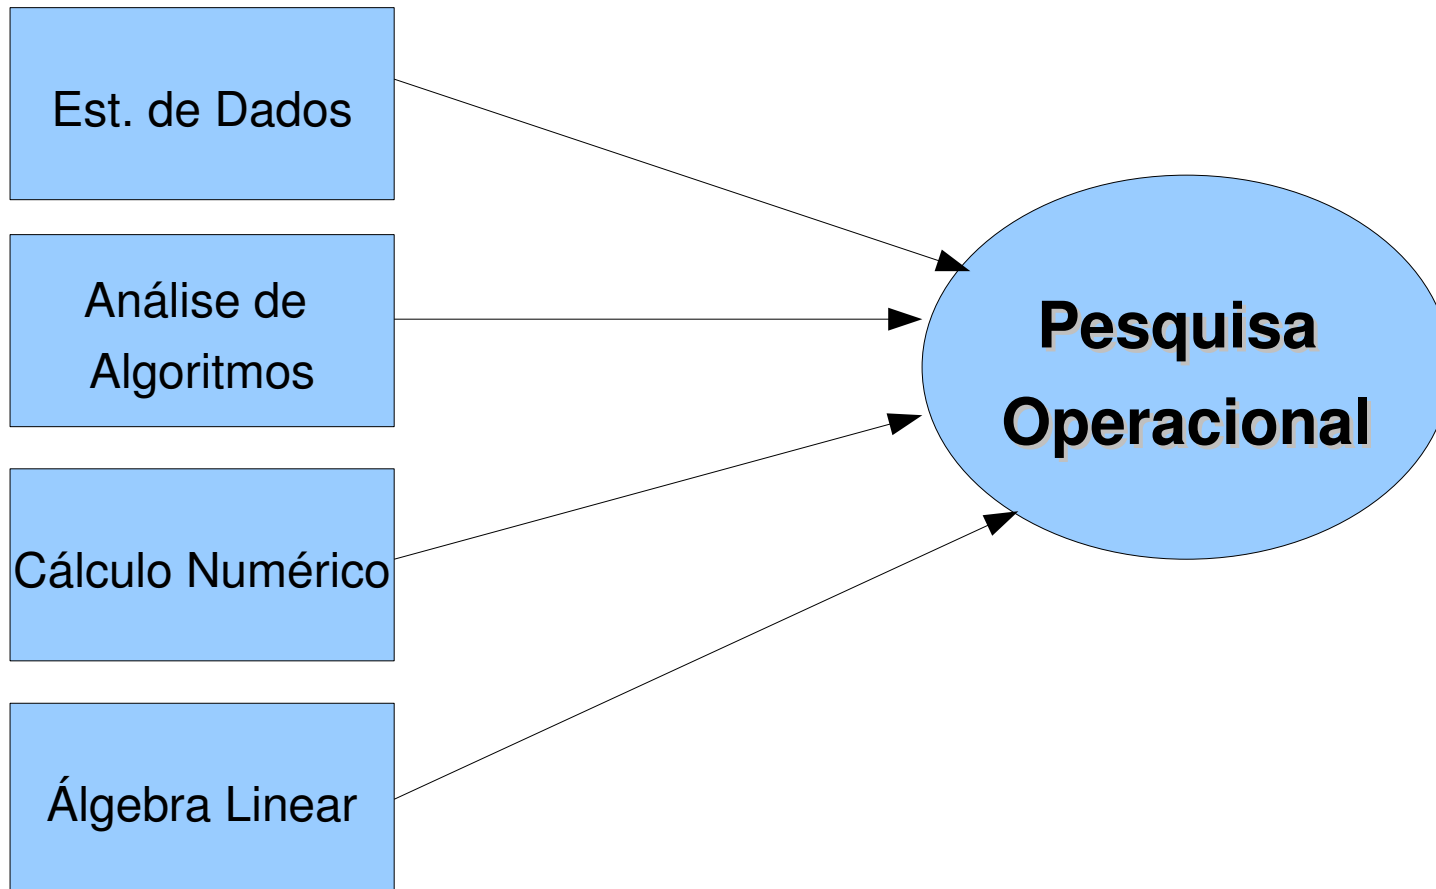 Est. de Dados
Análise de
Algoritmos
Cálculo Numérico
Álgebra Linear
Pesquisa
Operacional